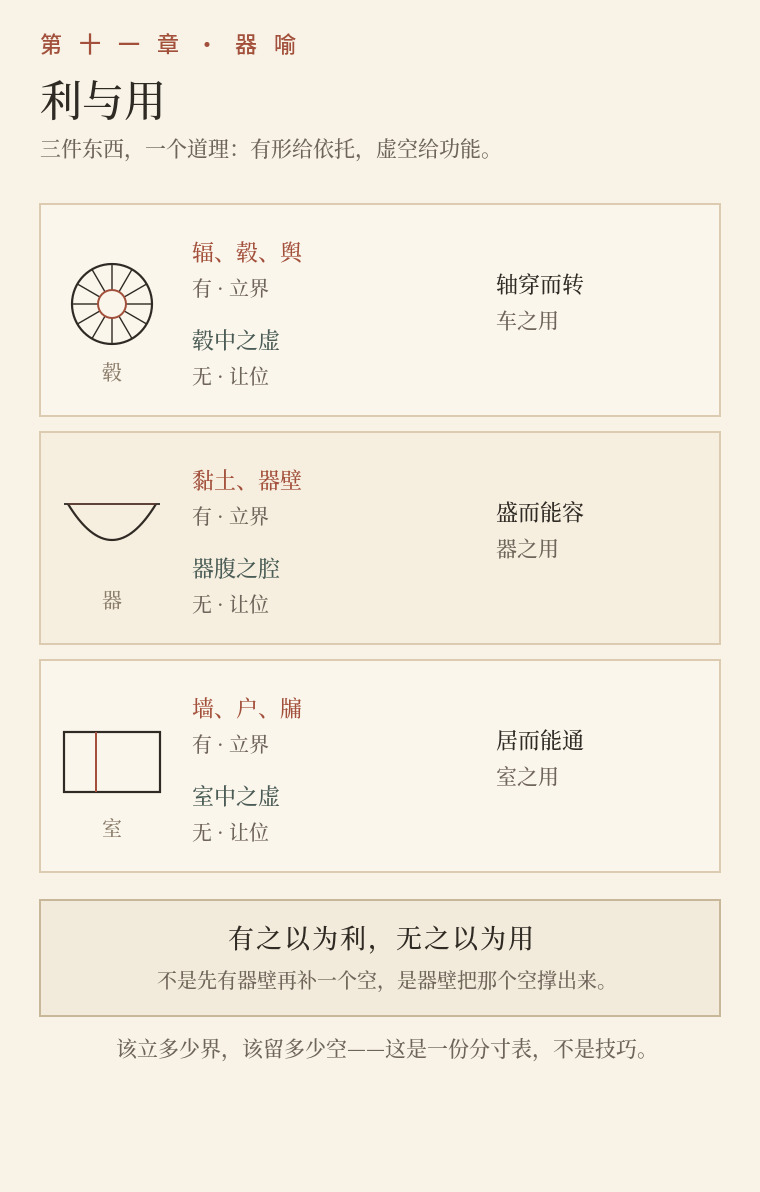 第十一章·器喻
利与用
三件东西，一个道理：有形给依托，虚空给功能。
毂
辐、毂、舆
有·立界
毂中之虚
无·让位
轴穿而转
车之用
器
黏土、器壁
有·立界
器腹之腔
无·让位
盛而能容
器之用
室
墙、户、牖
有·立界
室中之虚
无·让位
居而能通
室之用
有之以为利，无之以为用
不是先有器壁再补一个空，是器壁把那个空撑出来。
该立多少界，该留多少空——这是一份分寸表，不是技巧。